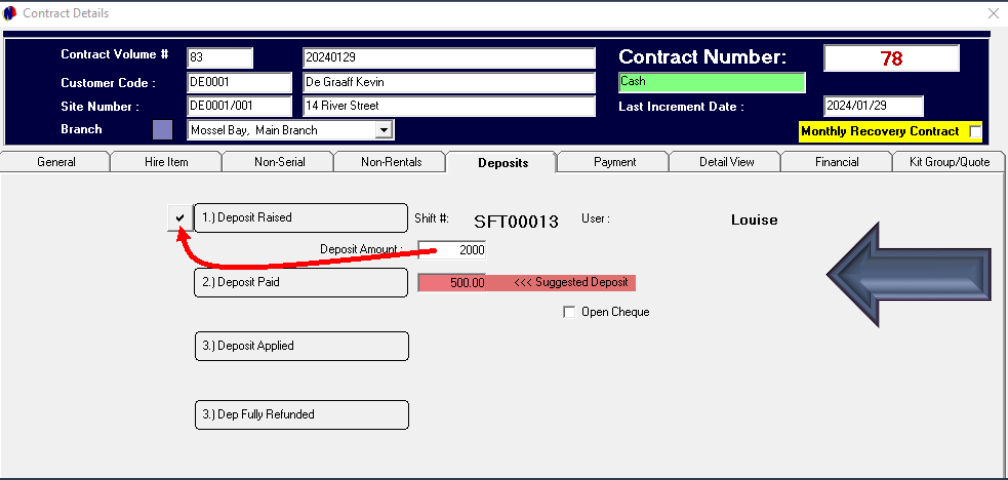 Contract Details
Contract Volume # 83 20240129 Contract Number: 78
Customer Code : DE0001 De Graaff Kevin Cash
Site Number : DE0001/001 14 River Street Last Increment Date : 2024/01/29
Branch Mossel Bay, Main Branch Monthly Recovery Contract
General Hire Item Non-Serial Non-Rentals Deposits Payment Detail View Financial Kit Group/Quote
1.) Deposit Raised Shift #: SFT00013 User : Louise
Deposit Amount : 2000
2.) Deposit Paid 500.00 <<< Suggested Deposit
Open Cheque
3.) Deposit Applied
3.) Dep Fully Refunded